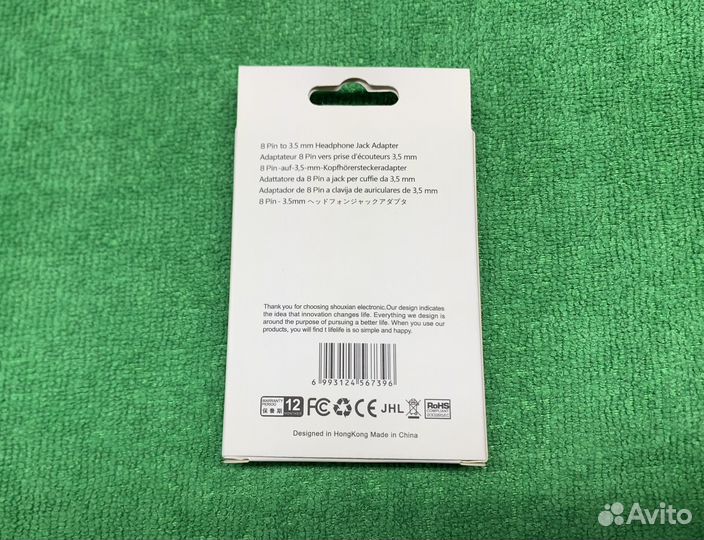 8 Pin to 3.5 mm Headphone Jack Adapter
Adaptateur 8 Pin vers prise d'écouteurs 3,5 mm
8 Pin -auf-3,5-mm-Kopfhörersteckeradapter
Adattatore da 8 Pin a jack per cuffie da 3,5 mm
Adaptador de 8 Pin a clavija de auriculares de 3,5 mm
8 Pin - 3.5mm ヘッドフォンジャックアダプタ
Thank you for choosing shouxian electronic.Our design indicates
the idea that innovation changes life. Everything we design is
around the purpose of pursuing a better life. When you use our
products, you will find t lifelife is so simple and happy.
6 993124 567396
WARRANTY
PERIOD
保修期
12
FC CE JHL
RoHS
COMPLIANT
Designed in HongKong Made in China
Avito